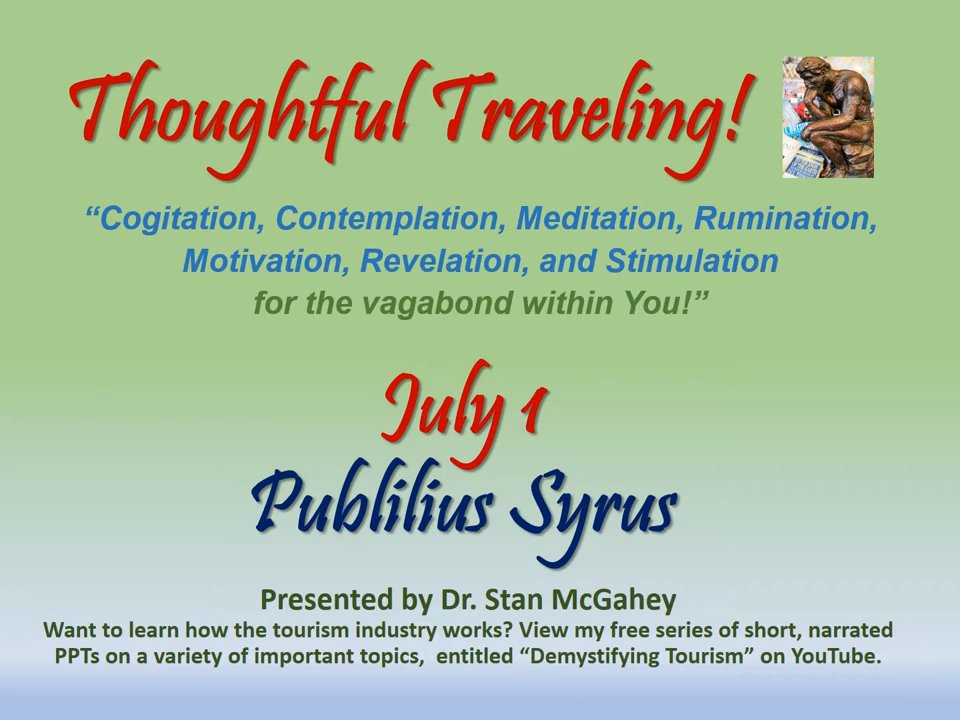 Thoughtful Traveling!
“Cogitation, Contemplation, Meditation, Rumination,
Motivation, Revelation, and Stimulation
for the vagabond within You!”
July 1
Publilius Syrus
Presented by Dr. Stan McGahey
Want to learn how the tourism industry works? View my free series of short, narrated
PPTs on a variety of important topics, entitled “Demystifying Tourism” on YouTube.